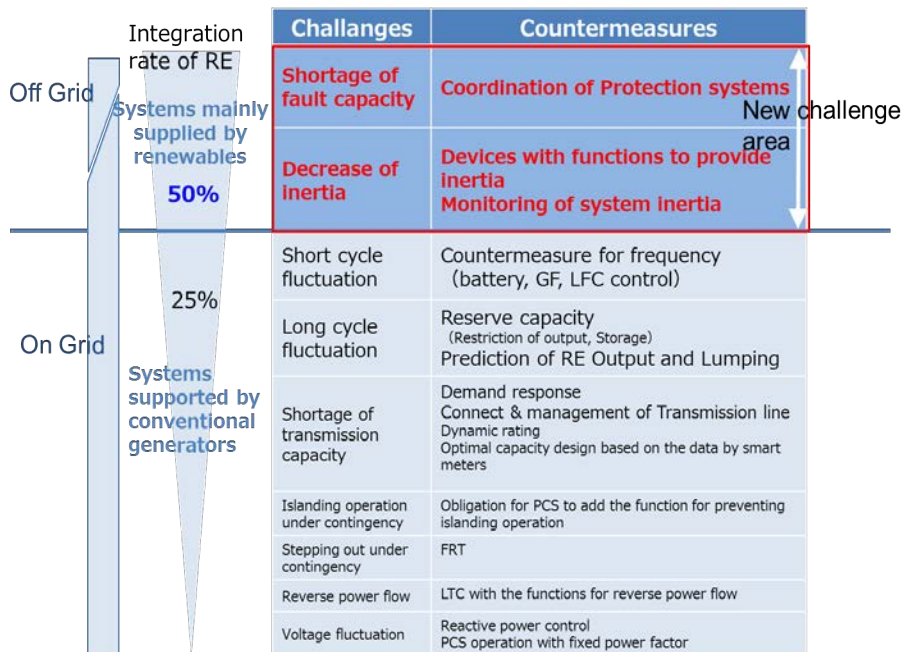 Integration
rate of RE
Off Grid
Systems mainly
supplied by
renewables
50%
25%
On Grid
Systems
supported by
conventional
generators
Challanges
Countermeasures
Shortage of
fault capacity
Coordination of Protection systems
New challenge
area
Decrease of
inertia
Devices with functions to provide
inertia
Monitoring of system inertia
Short cycle
fluctuation
Countermeasure for frequency
(battery, GF, LFC control)
Long cycle
fluctuation
Reserve capacity
(Restriction of output, Storage)
Prediction of RE Output and Lumping
Shortage of
transmission
capacity
Demand response
Connect & management of Transmission line
Dynamic rating
Optimal capacity design based on the data by smart
meters
Islanding operation
under contingency
Obligation for PCS to add the function for preventing
islanding operation
Stepping out under
contingency
FRT
Reverse power flow
LTC with the functions for reverse power flow
Voltage fluctuation
Reactive power control
PCS operation with fixed power factor